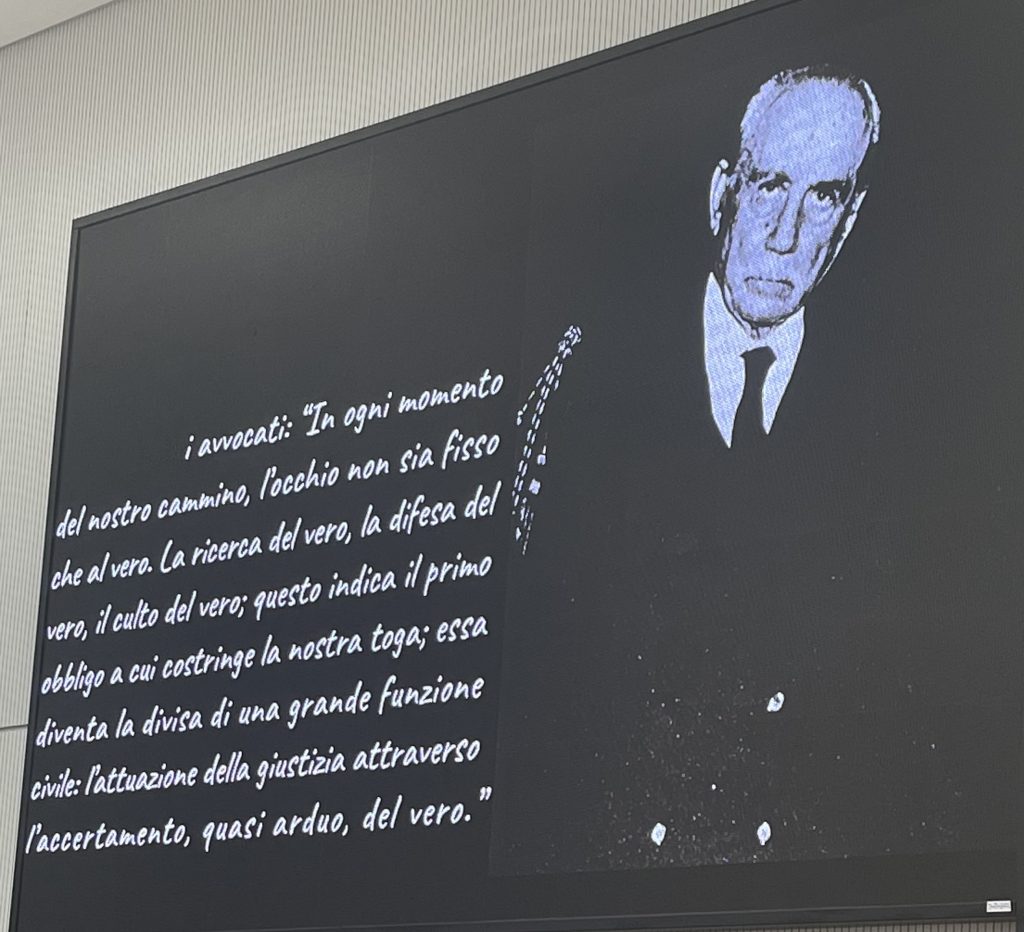 i avvocati: “In ogni momento
del nostro cammino, l'occhio non sia fisso
che al vero. La ricerca del vero, la difesa del
vero, il culto del vero; questo indica il primo
obbligo a cui costringe la nostra toga; essa
diventa la divisa di una grande funzione
civile: l'attuazione della giustizia attraverso
l'accertamento, quasi arduo, del vero.”